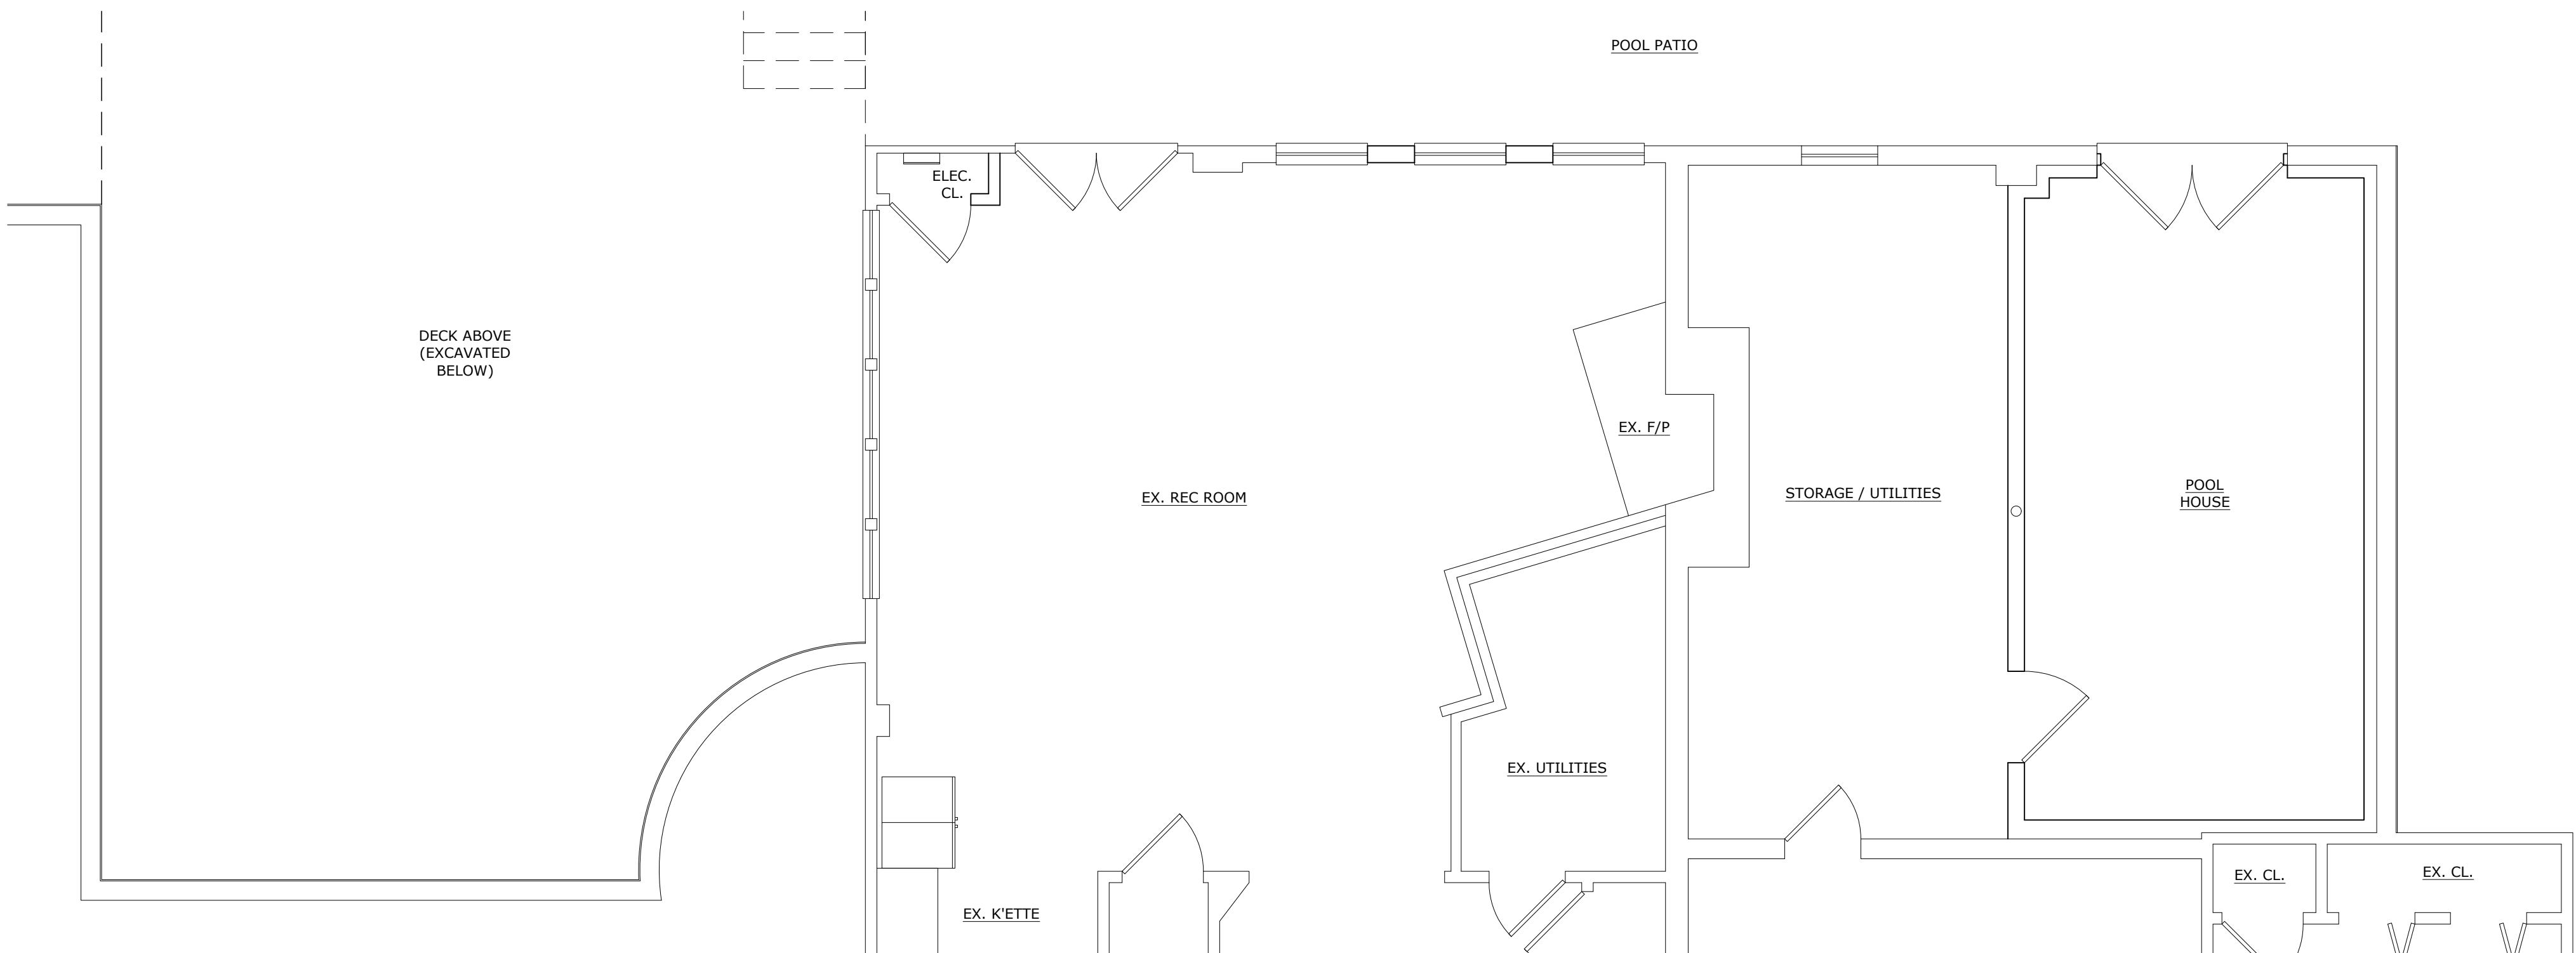 POOL PATIO
ELEC.
CL.
DECK ABOVE
(EXCAVATED
BELOW)
EX. F/P
EX. REC ROOM
STORAGE / UTILITIES
POOL
HOUSE
EX. UTILITIES
EX. K'ETTE
EX. CL.
EX. CL.